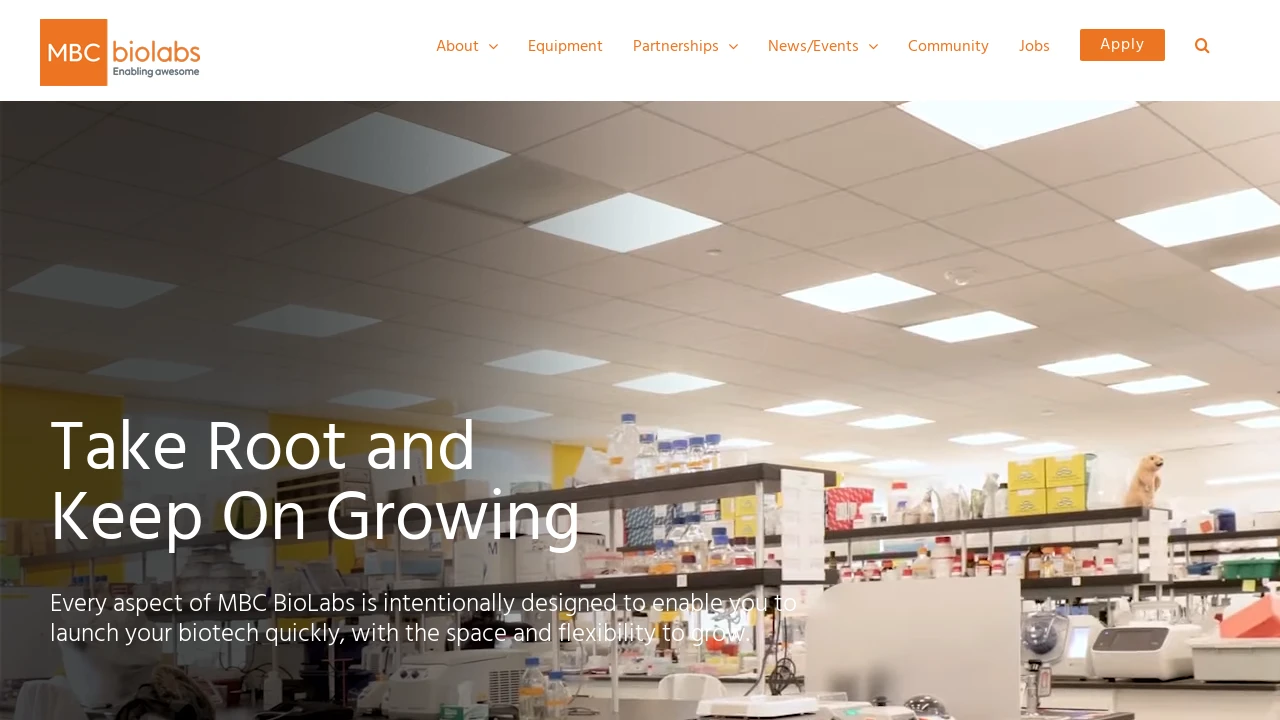 MBC biolabs
Enabling awesome
About
Equipment
Partnerships
News/Events
Community
Jobs
Apply
Take Root and
Keep On Growing
Every aspect of MBC BioLabs is intentionally designed to enable you to
launch your biotech quickly, with the space and flexibility to grow.